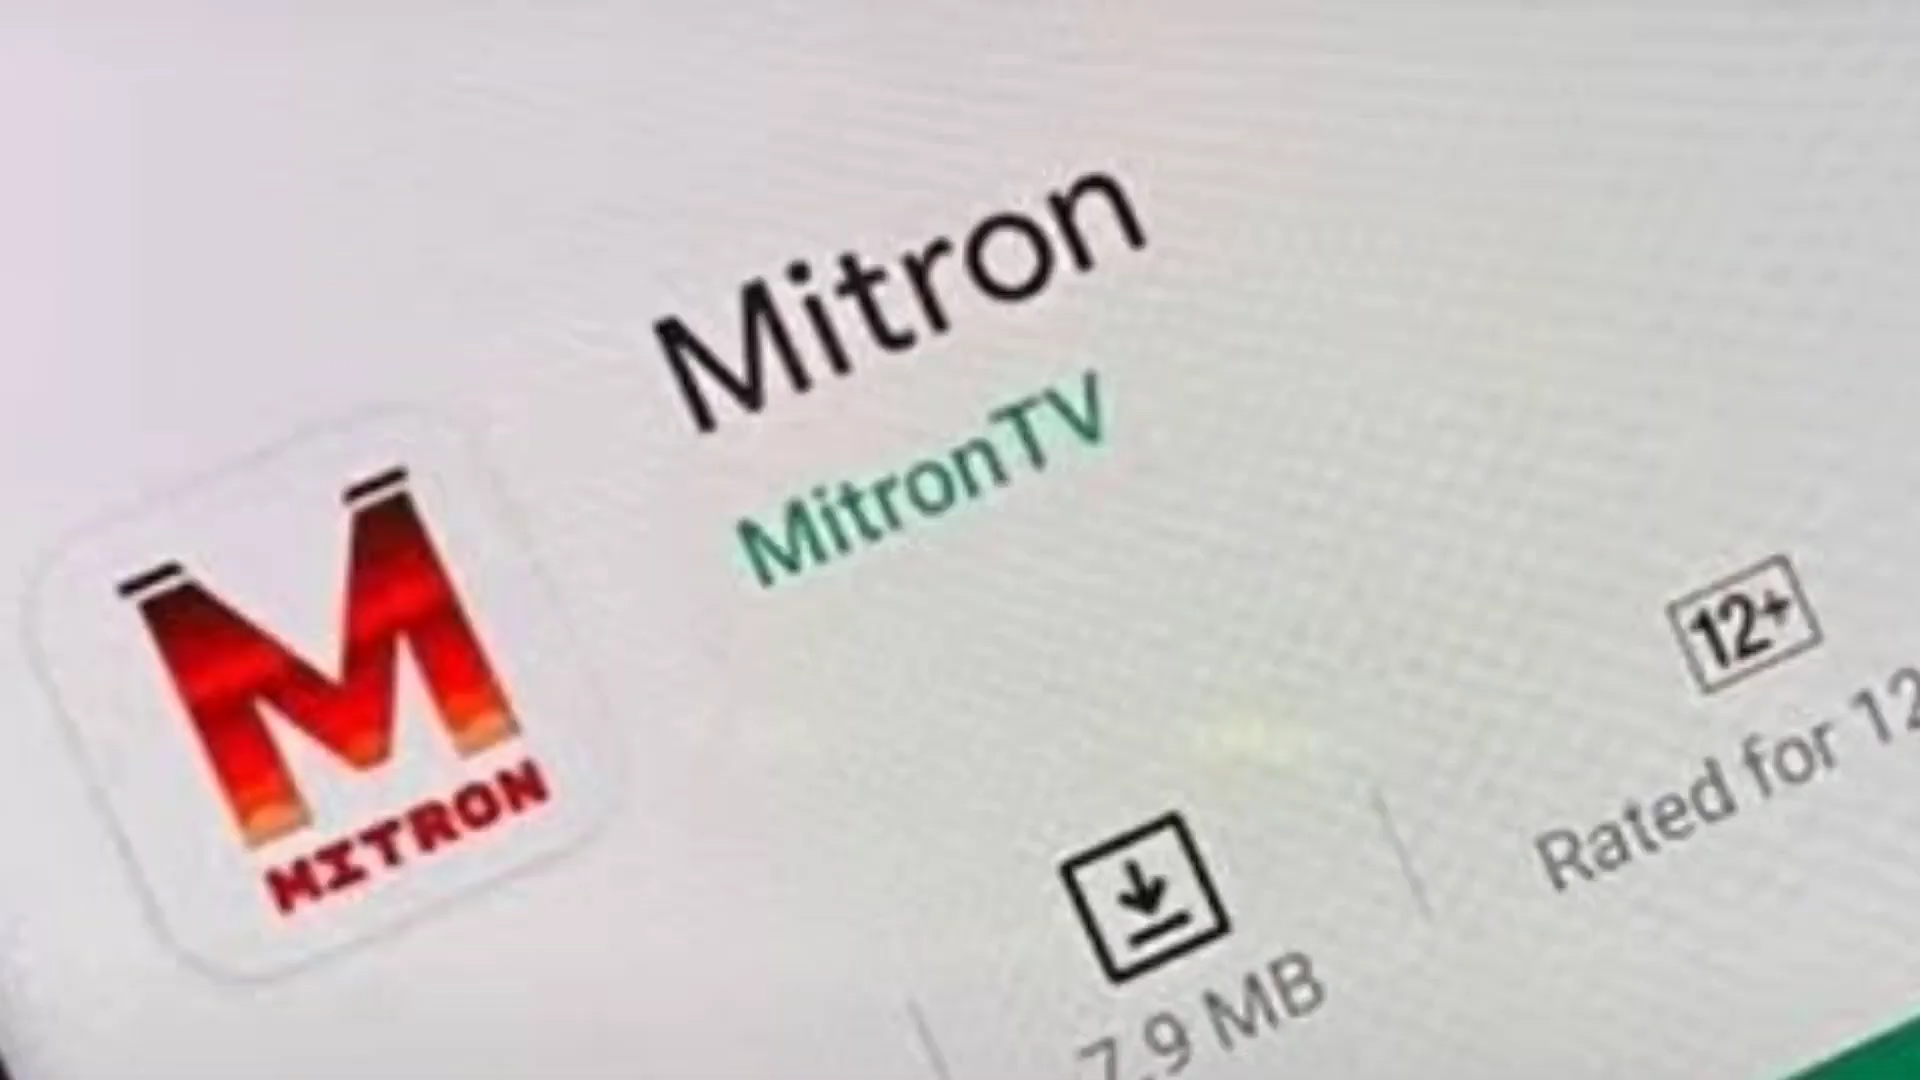 Mitron
MitronTV
MITRON
12+
7.9 MB
Rated for 12